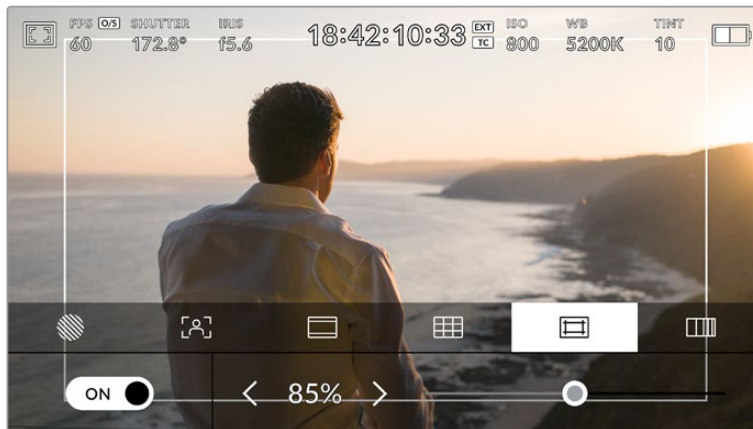 FPS O/S SHUTTER IRIS 18:42:10:33 EXT ISO WB TINT
60 172.8° f5.6 TC 800 5200K 10
ON 85%